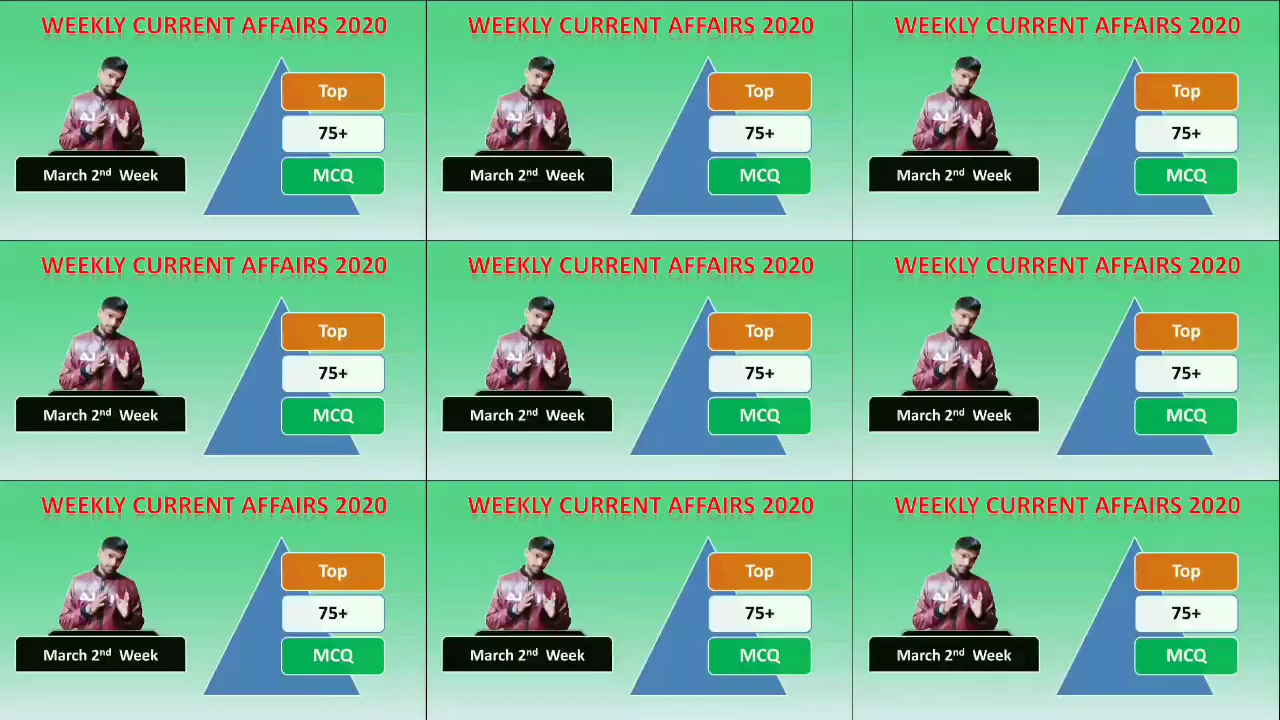 WEEKLY CURRENT AFFAIRS 2020
WEEKLY CURRENT AFFAIRS 2020
WEEKLY CURRENT AFFAIRS 2020
Top
75+
MCQ
March 2nd Week
Top
75+
MCQ
March 2nd Week
Top
75+
MCQ
March 2nd Week
WEEKLY CURRENT AFFAIRS 2020
WEEKLY CURRENT AFFAIRS 2020
WEEKLY CURRENT AFFAIRS 2020
Top
75+
MCQ
March 2nd Week
Top
75+
MCQ
March 2nd Week
Top
75+
MCQ
March 2nd Week
WEEKLY CURRENT AFFAIRS 2020
WEEKLY CURRENT AFFAIRS 2020
WEEKLY CURRENT AFFAIRS 2020
Top
75+
MCQ
March 2nd Week
Top
75+
MCQ
March 2nd Week
Top
75+
MCQ
March 2nd Week